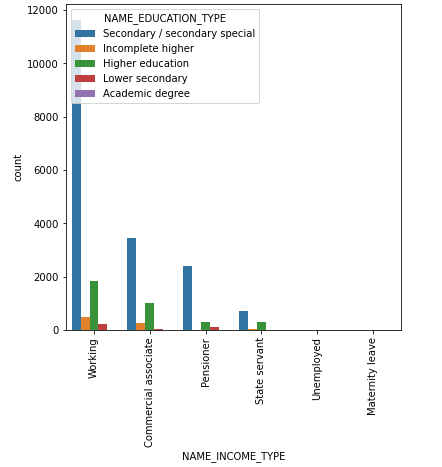 NAME_EDUCATION_TYPE
Secondary / secondary special
Incomplete higher
Higher education
Lower secondary
Academic degree
12000
10000
8000
6000
4000
2000
0
count
Working
Commercial associate
Pensioner
State servant
Unemployed
Maternity leave
NAME_INCOME_TYPE